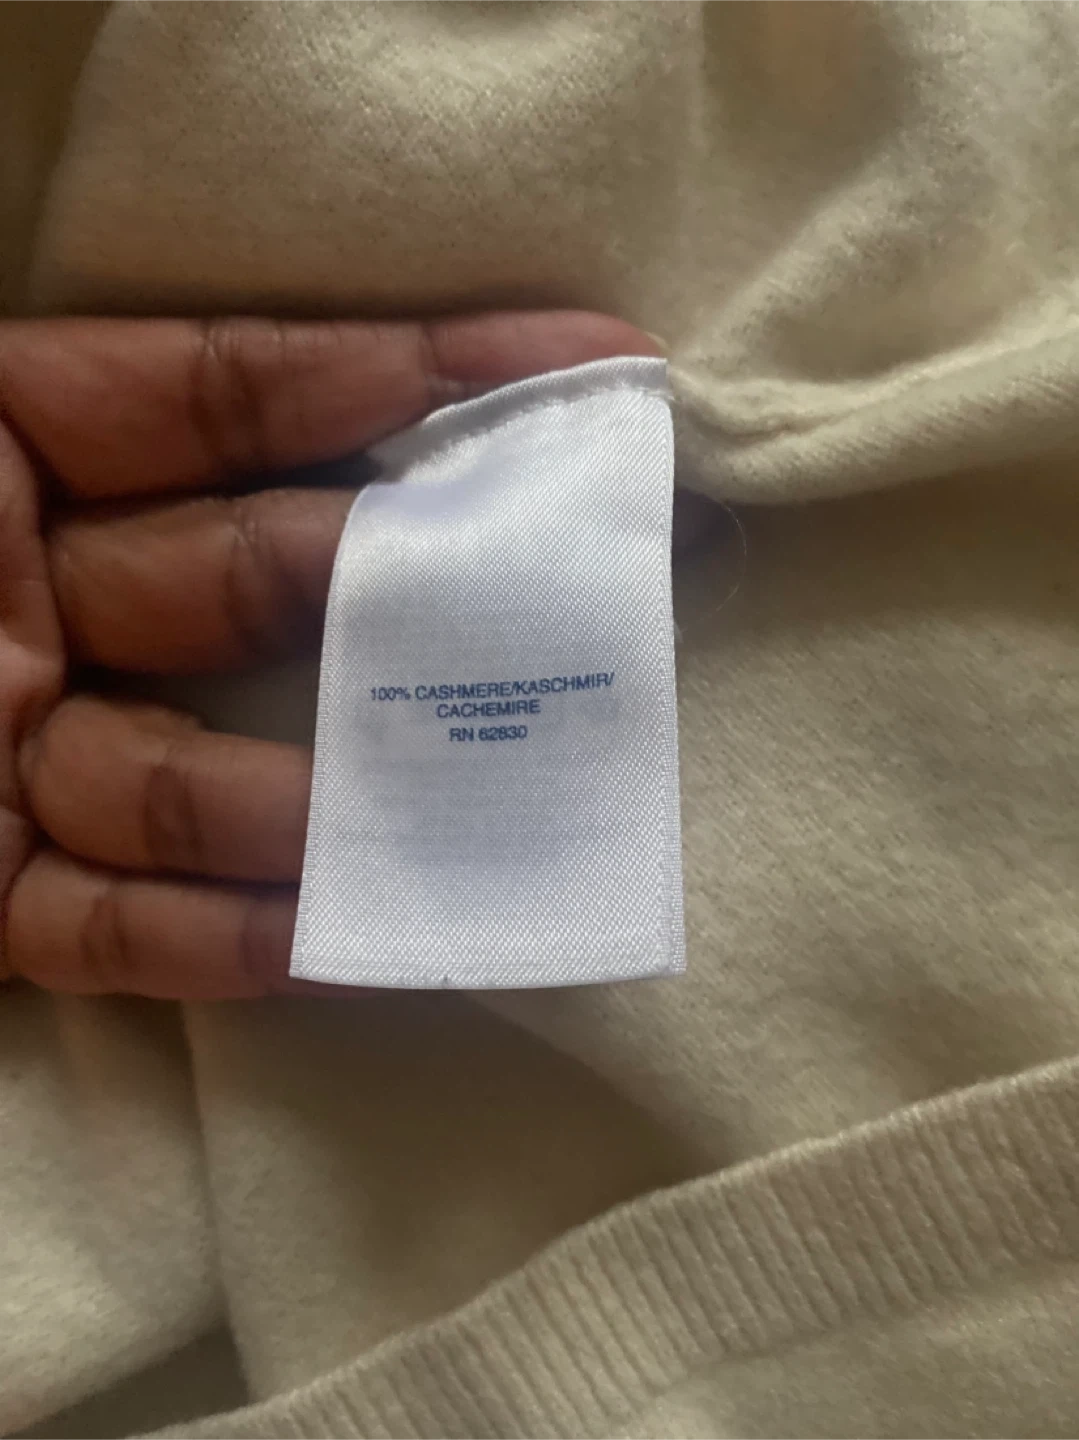 100% CASHMERE/KASCHMIR/
CACHEMIRE
RN 62830